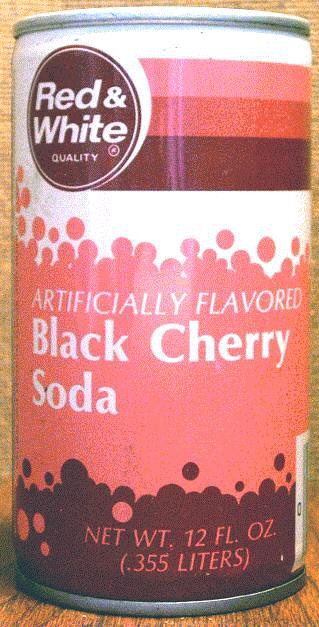 Red &
White
QUALITY ®
ARTIFICIALLY FLAVORED
Black Cherry
Soda
NET WT. 12 FL. OZ.
(.355 LITERS)